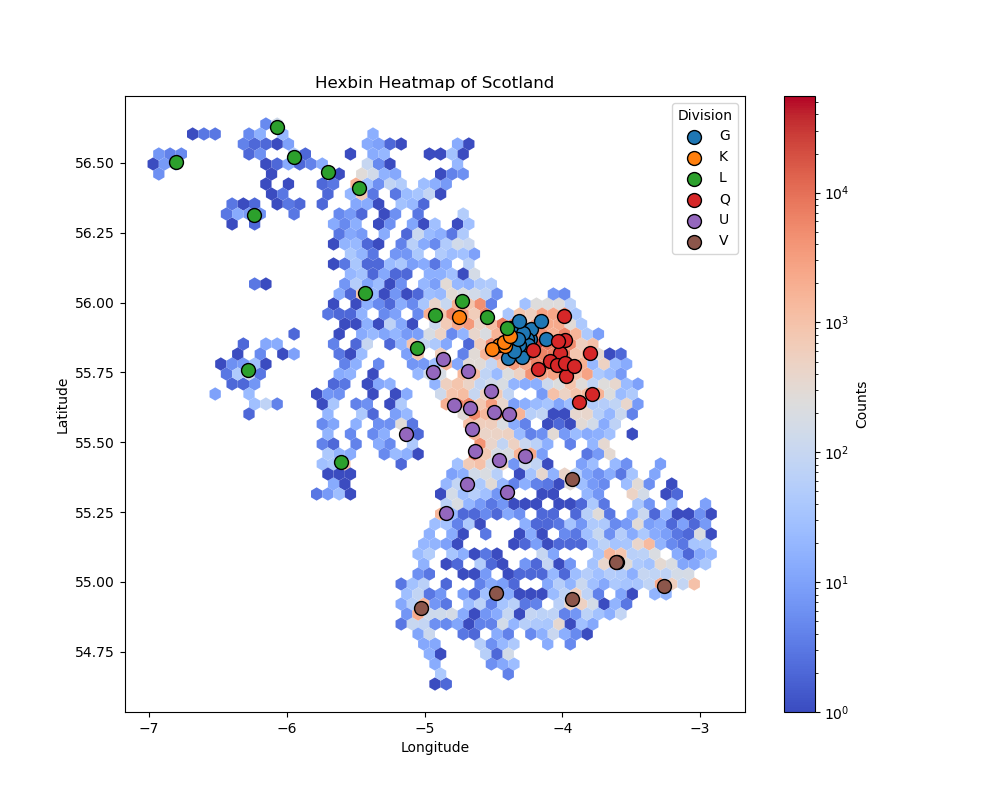 Hexbin Heatmap of Scotland
Division
G
K
L
Q
U
V
56.50
56.25
56.00
55.75
55.50
55.25
55.00
54.75
Latitude
−7
−6
−5
−4
−3
Longitude
10⁴
10³
10²
10¹
10⁰
Counts